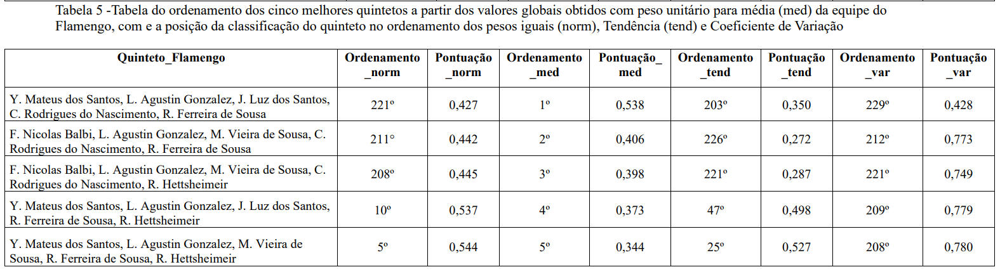 Tabela 5 -Tabela do ordenamento dos cinco melhores quintetos a partir dos valores globais obtidos com peso unitário para média (med) da equipe do
Flamengo, com e a posição da classificação do quinteto no ordenamento dos pesos iguais (norm), Tendência (tend) e Coeficiente de Variação
Quinteto_Flamengo Ordenamento Pontuação Ordenamento Pontuação_ Ordenamento Pontuação Ordenamento Pontuação
_norm _norm _med med _tend _tend _var _var
Y. Mateus dos Santos, L. Agustin Gonzalez, J. Luz dos Santos,
C. Rodrigues do Nascimento, R. Ferreira de Sousa
221º 0,427 1º 0,538 203º 0,350 229º 0,428
F. Nicolas Balbi, L. Agustin Gonzalez, M. Vieira de Sousa, C.
Rodrigues do Nascimento, R. Ferreira de Sousa
211° 0,442 2º 0,406 226º 0,272 212º 0,773
F. Nicolas Balbi, L. Agustin Gonzalez, M. Vieira de Sousa, C.
Rodrigues do Nascimento, R. Hettsheimeir
208º 0,445 3º 0,398 221º 0,287 221º 0,749
Y. Mateus dos Santos, L. Agustin Gonzalez, J. Luz dos Santos,
R. Ferreira de Sousa, R. Hettsheimeir
10º 0,537 4º 0,373 47º 0,498 209º 0,779
Y. Mateus dos Santos, L. Agustin Gonzalez, M. Vieira de
Sousa, R. Ferreira de Sousa, R. Hettsheimeir
5º 0,544 5º 0,344 25º 0,527 208º 0,780